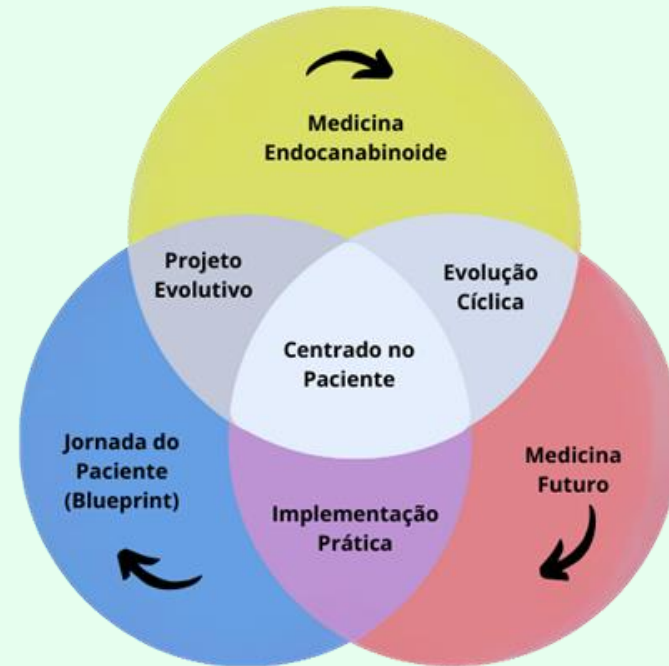 Medicina
Endocanabinoide
Projeto
Evolutivo
Evolução
Cíclica
Centrado no
Paciente
Jornada do
Paciente
(Blueprint)
Medicina
Futuro
Implementação
Prática